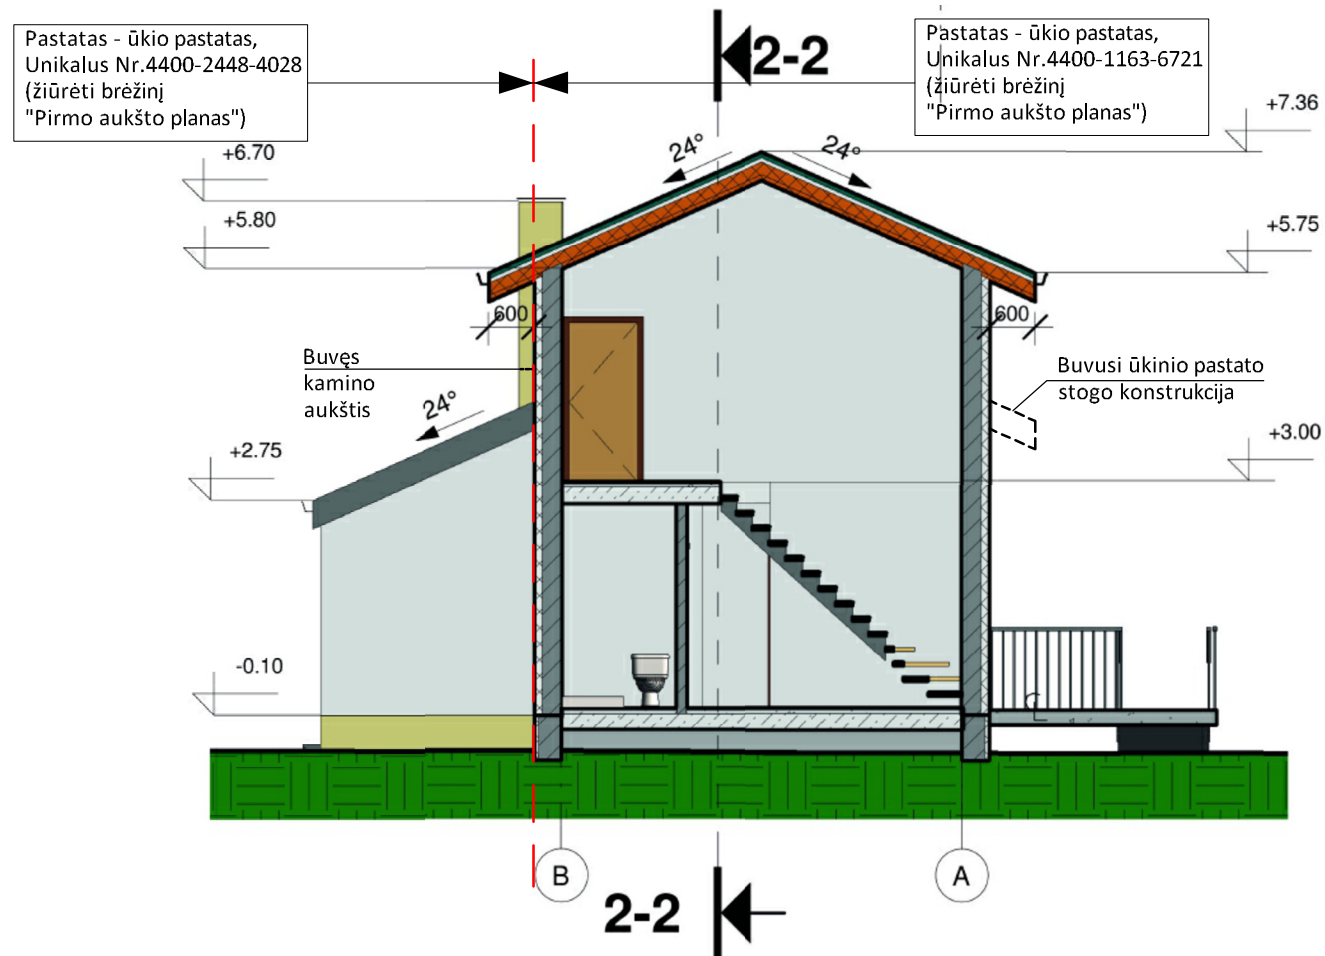 Pastatas - ūkio pastatas,
Unikalus Nr.4400-2448-4028
(žiūrėti brėžinį
"Pirmo aukšto planas")
2-2
Pastatas - ūkio pastatas,
Unikalus Nr.4400-1163-6721
(žiūrėti brėžinį
"Pirmo aukšto planas")
+7.36
+6.70
24°
24°
+5.80
+5.75
600
600
Buvęs
kamino
aukštis
Buvusi ūkinio pastato
stogo konstrukcija
24°
+2.75
+3.00
-0.10
B
A
2-2